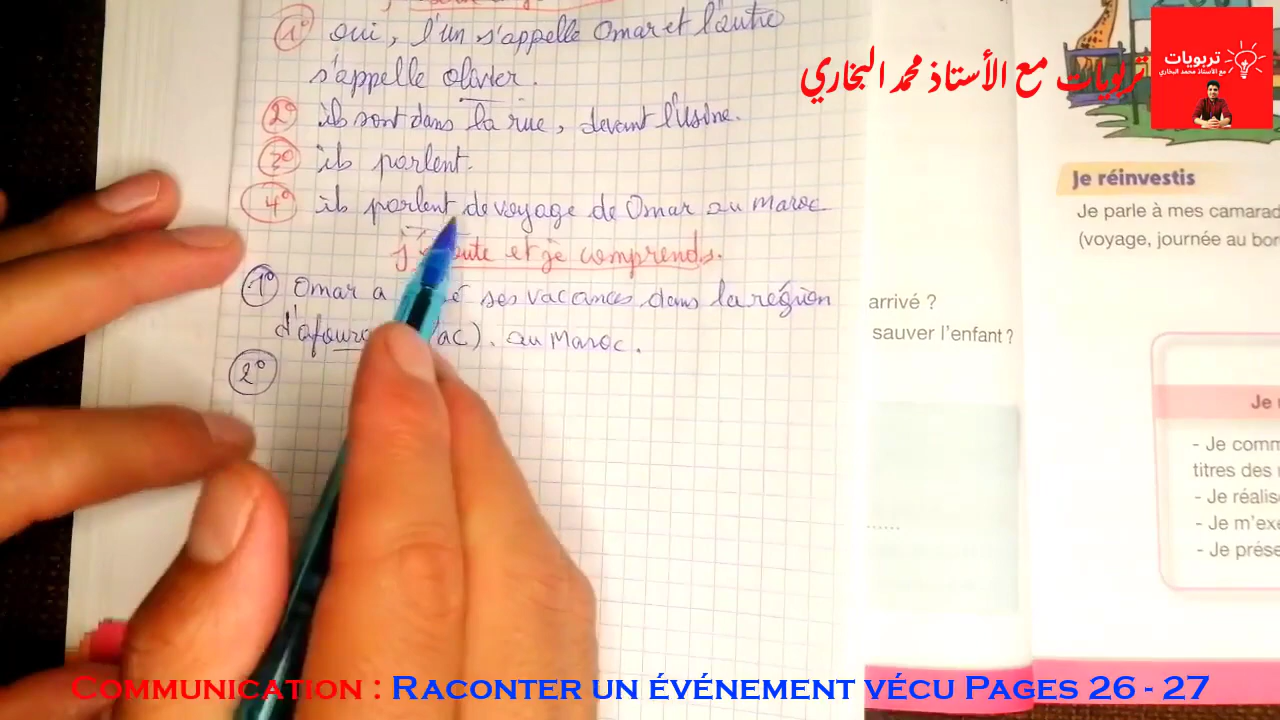 1° oui, l'un s'appelle Omar et l'autre
s'appelle olivier.
2° ils sont dans la rue, devant l'usine.
3° ils parlent.
4° ils parlent de voyage de Omar au maroc
et je comprends.
1° Omar a ses vacances dans la région
au Maroc.
2°
تربويات مع الأستاذ محمد البخاري
تربويات
مع الأستاذ محمد البخاري
Je réinvestis
Je parle à mes camarad
(voyage, journée au bor
arrivé ?
sauver l'enfant ?
......
Je
- Je comm
titres des
- Je réalis
- Je m'exe
- Je prése
Communication : Raconter un événement vécu Pages 26 - 27